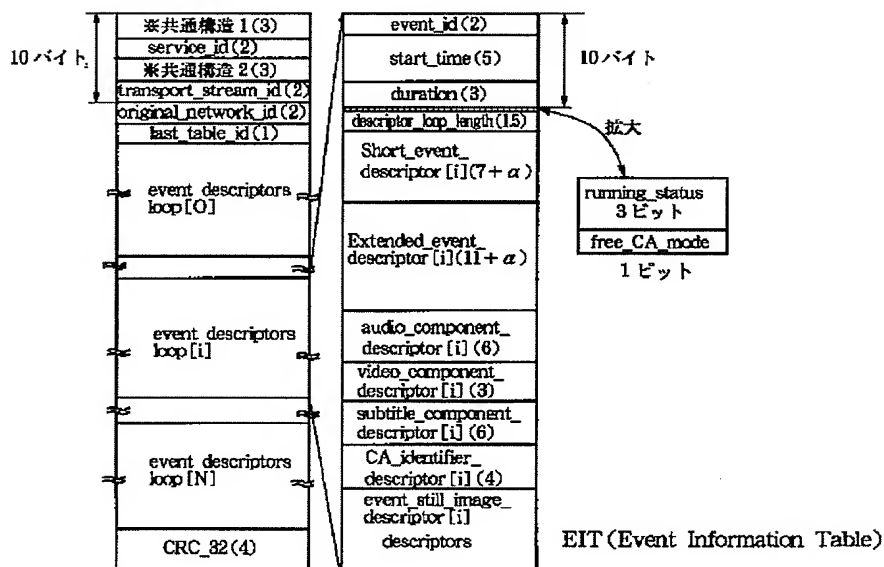 10バイト
※共通構造1(3)
service_id(2)
※共通構造2(3)
transport_stream_id(2)
original_network_id(2)
last_table_id(1)
event descriptors
loop[0]
event descriptors
loop[i]
event descriptors
loop[N]
CRC_32(4)
event_id(2)
start_time(5)
duration(3)
descriptor_loop_length(1.5)
Short_event_
descriptor[i](7+α)
Extended_event_
descriptor[i](11+α)
audio_component_
descriptor[i](6)
video_component_
descriptor[i](3)
subtitle_component_
descriptor[i](6)
CA_identifier_
descriptor[i](4)
event_still_image_
descriptor[i]
descriptors
10バイト
拡大
running_status
3ビット
free_CA_mode
1ビット
EIT(Event Information Table)